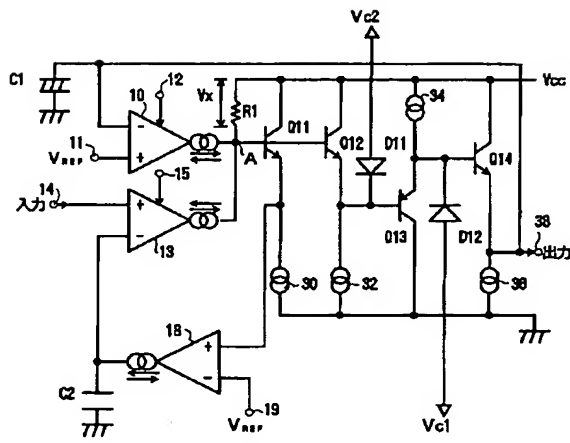 Vc2
C1
12
10
Vx
R1
VCC
34
11
VREF
Q11
Q12
D11
Q14
14
入力
15
A
13
Q13
D12
38
出力
30
32
36
18
C2
19
VREF
Vc1